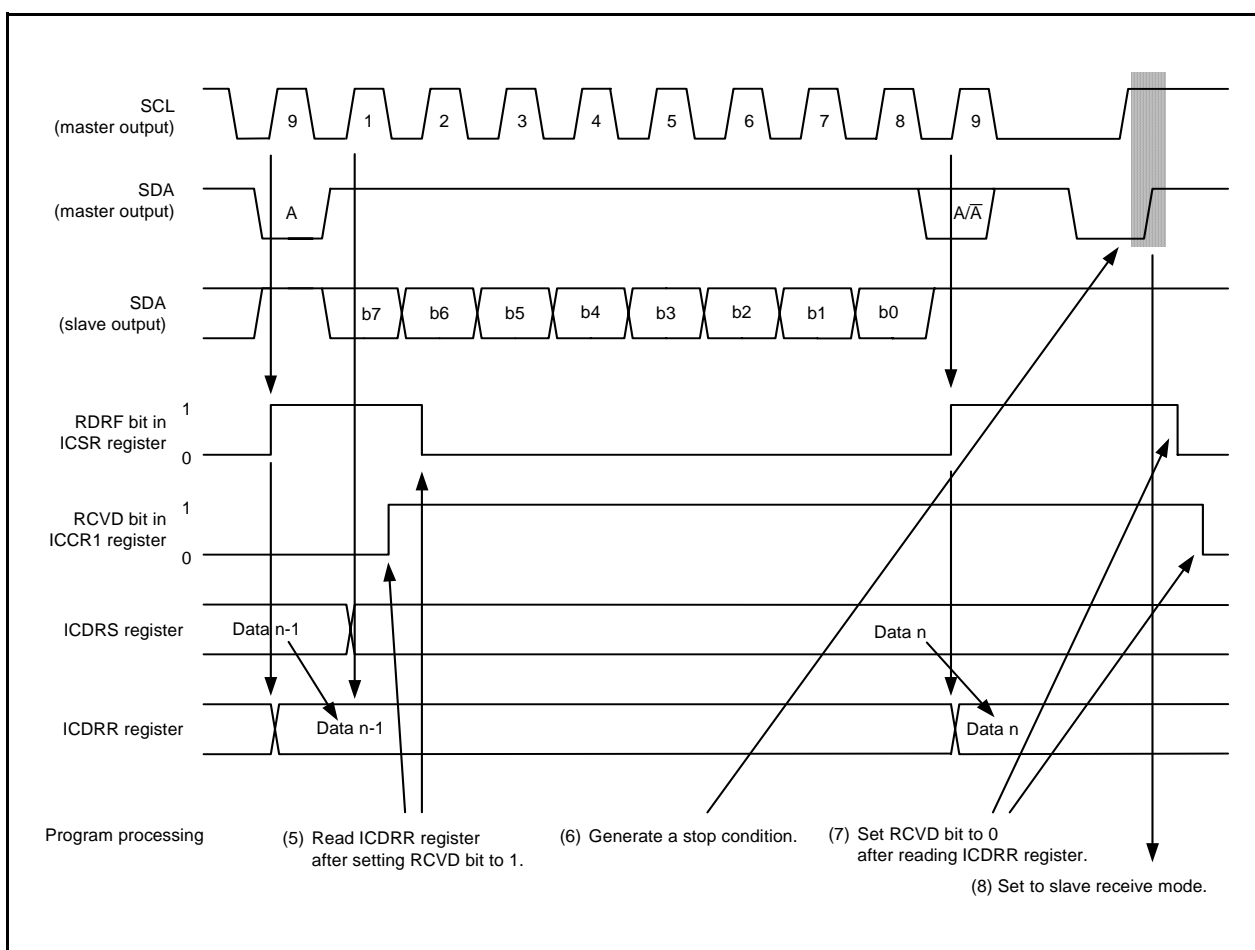 SCL
(master output)
9 1 2 3 4 5 6 7 8 9
SDA
(master output)
A A/A̅
SDA
(slave output)
b7 b6 b5 b4 b3 b2 b1 b0
RDRF bit in
ICSR register
1
0
RCVD bit in
ICCR1 register
1
0
ICDRS register
Data n-1 Data n
ICDRR register
Data n-1 Data n
Program processing
(5) Read ICDRR register
after setting RCVD bit to 1.
(6) Generate a stop condition.
(7) Set RCVD bit to 0
after reading ICDRR register.
(8) Set to slave receive mode.